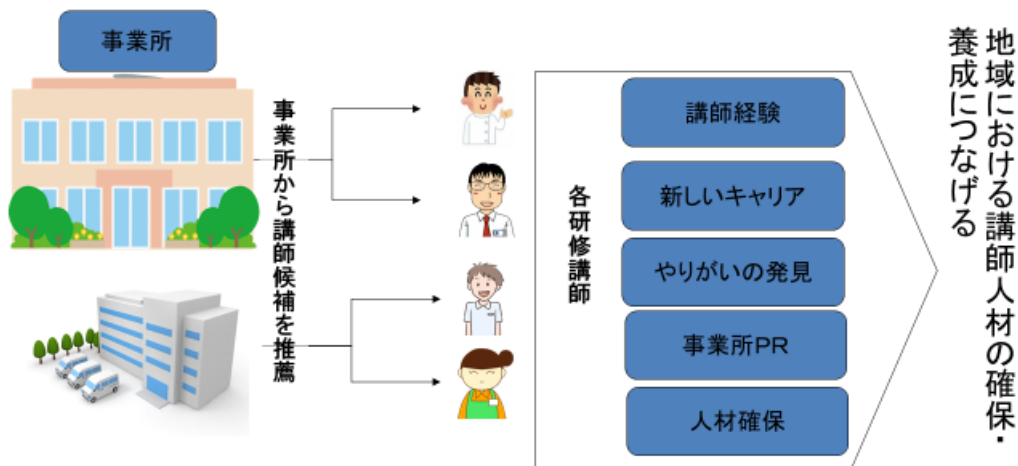 事業所
事業所から講師候補を推薦
各研修講師
講師経験
新しいキャリア
やりがいの発見
事業所PR
人材確保
地域における講師人材の確保・
養成につなげる